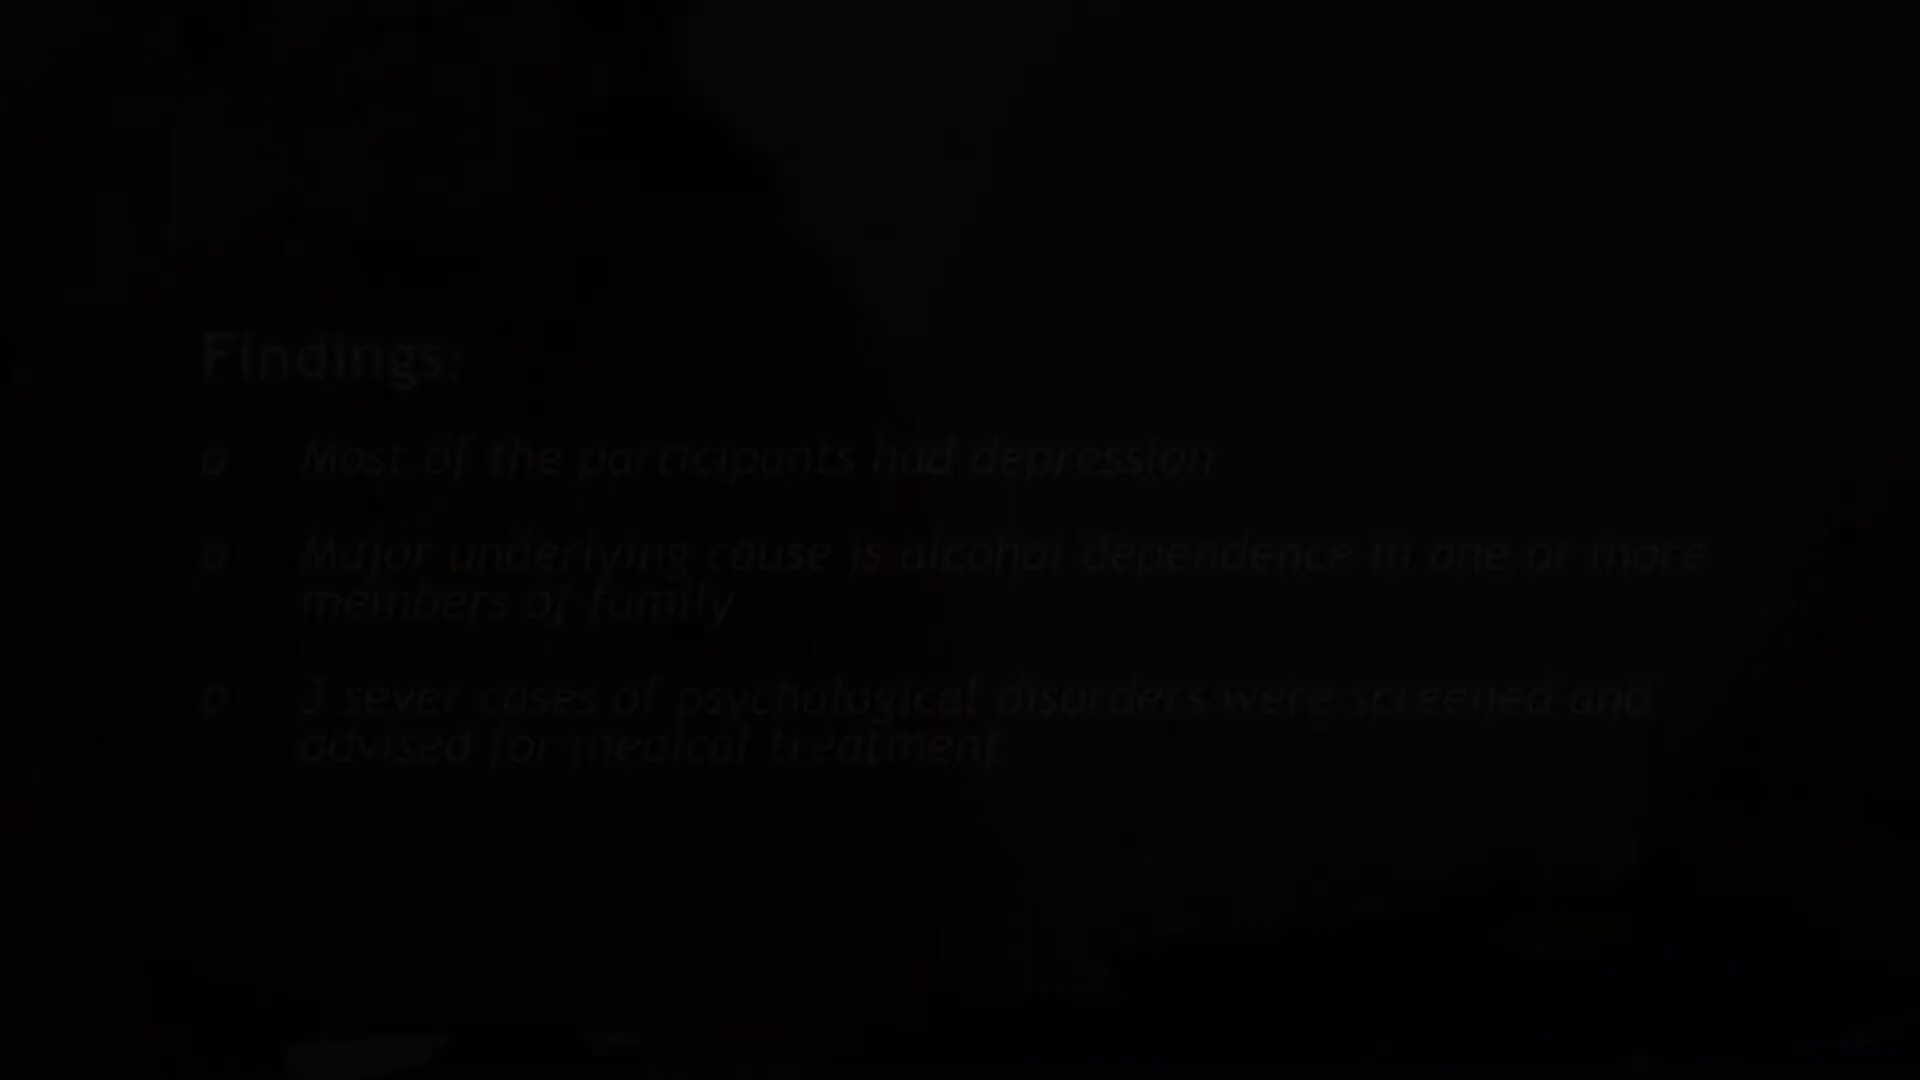 Findings:
o Most of the participants had depression
o Major underlying cause is alcohol dependence in one or more
members of family
o 3 sever cases of psychological disorders were screened and
advised for medical treatment